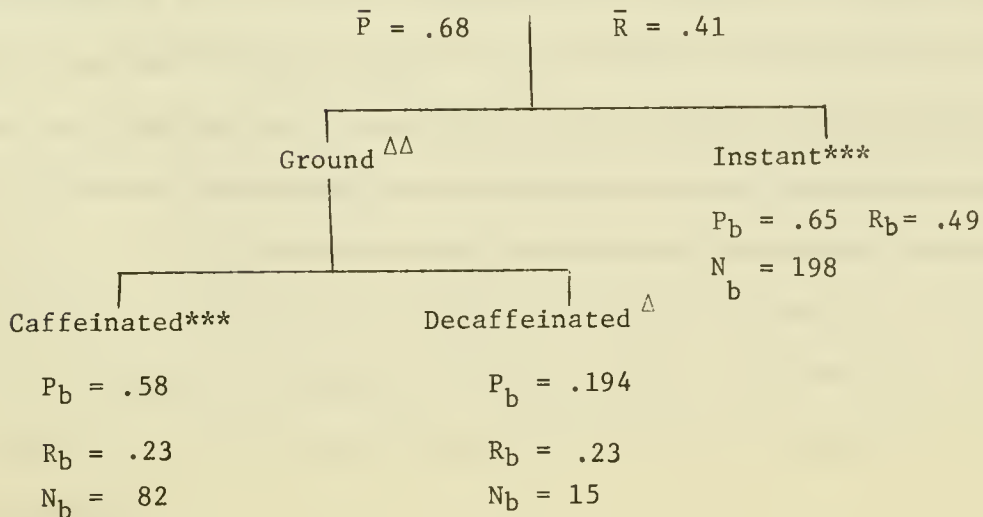 P̄ = .68 R̄ = .41
Ground ΔΔ Instant***
P_b = .65 R_b = .49
N_b = 198
Caffeinated*** Decaffeinated Δ
P_b = .58 P_b = .194
R_b = .23 R_b = .23
N_b = 82 N_b = 15